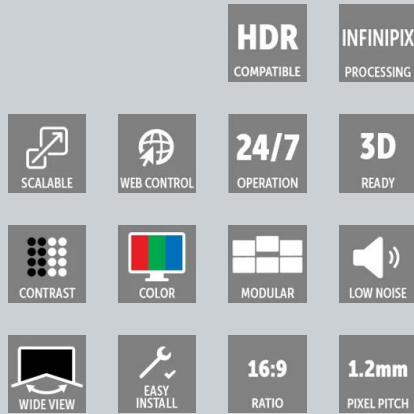 HDR
COMPATIBLE
INFINIPIX
PROCESSING
SCALABLE
WEB CONTROL
24/7
OPERATION
3D
READY
CONTRAST
COLOR
MODULAR
LOW NOISE
WIDE VIEW
EASY
INSTALL
16:9
RATIO
1.2mm
PIXEL PITCH